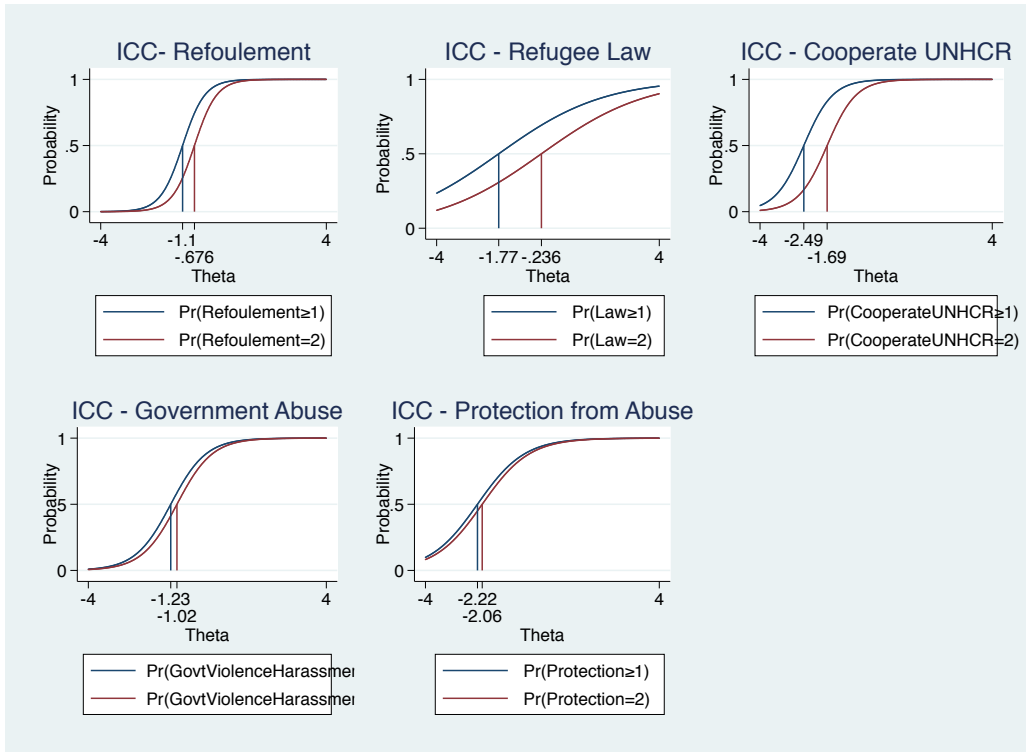 ICC- Refoulement
Probability
1
.5
0
-4
-1.1
4
-.676
Theta
Pr(Refoulement≥1)
Pr(Refoulement=2)
ICC - Refugee Law
Probability
1
.5
0
-4
-1.77
-.236
4
Theta
Pr(Law≥1)
Pr(Law=2)
ICC - Cooperate UNHCR
Probability
1
.5
0
-4
-2.49
4
-1.69
Theta
Pr(CooperateUNHCR≥1)
Pr(CooperateUNHCR=2)
ICC - Government Abuse
Probability
1
.5
0
-4
-1.23
4
-1.02
Theta
Pr(GovtViolenceHarassmer
Pr(GovtViolenceHarassmer
ICC - Protection from Abuse
Probability
1
.5
0
-4
-2.22
4
-2.06
Theta
Pr(Protection≥1)
Pr(Protection=2)